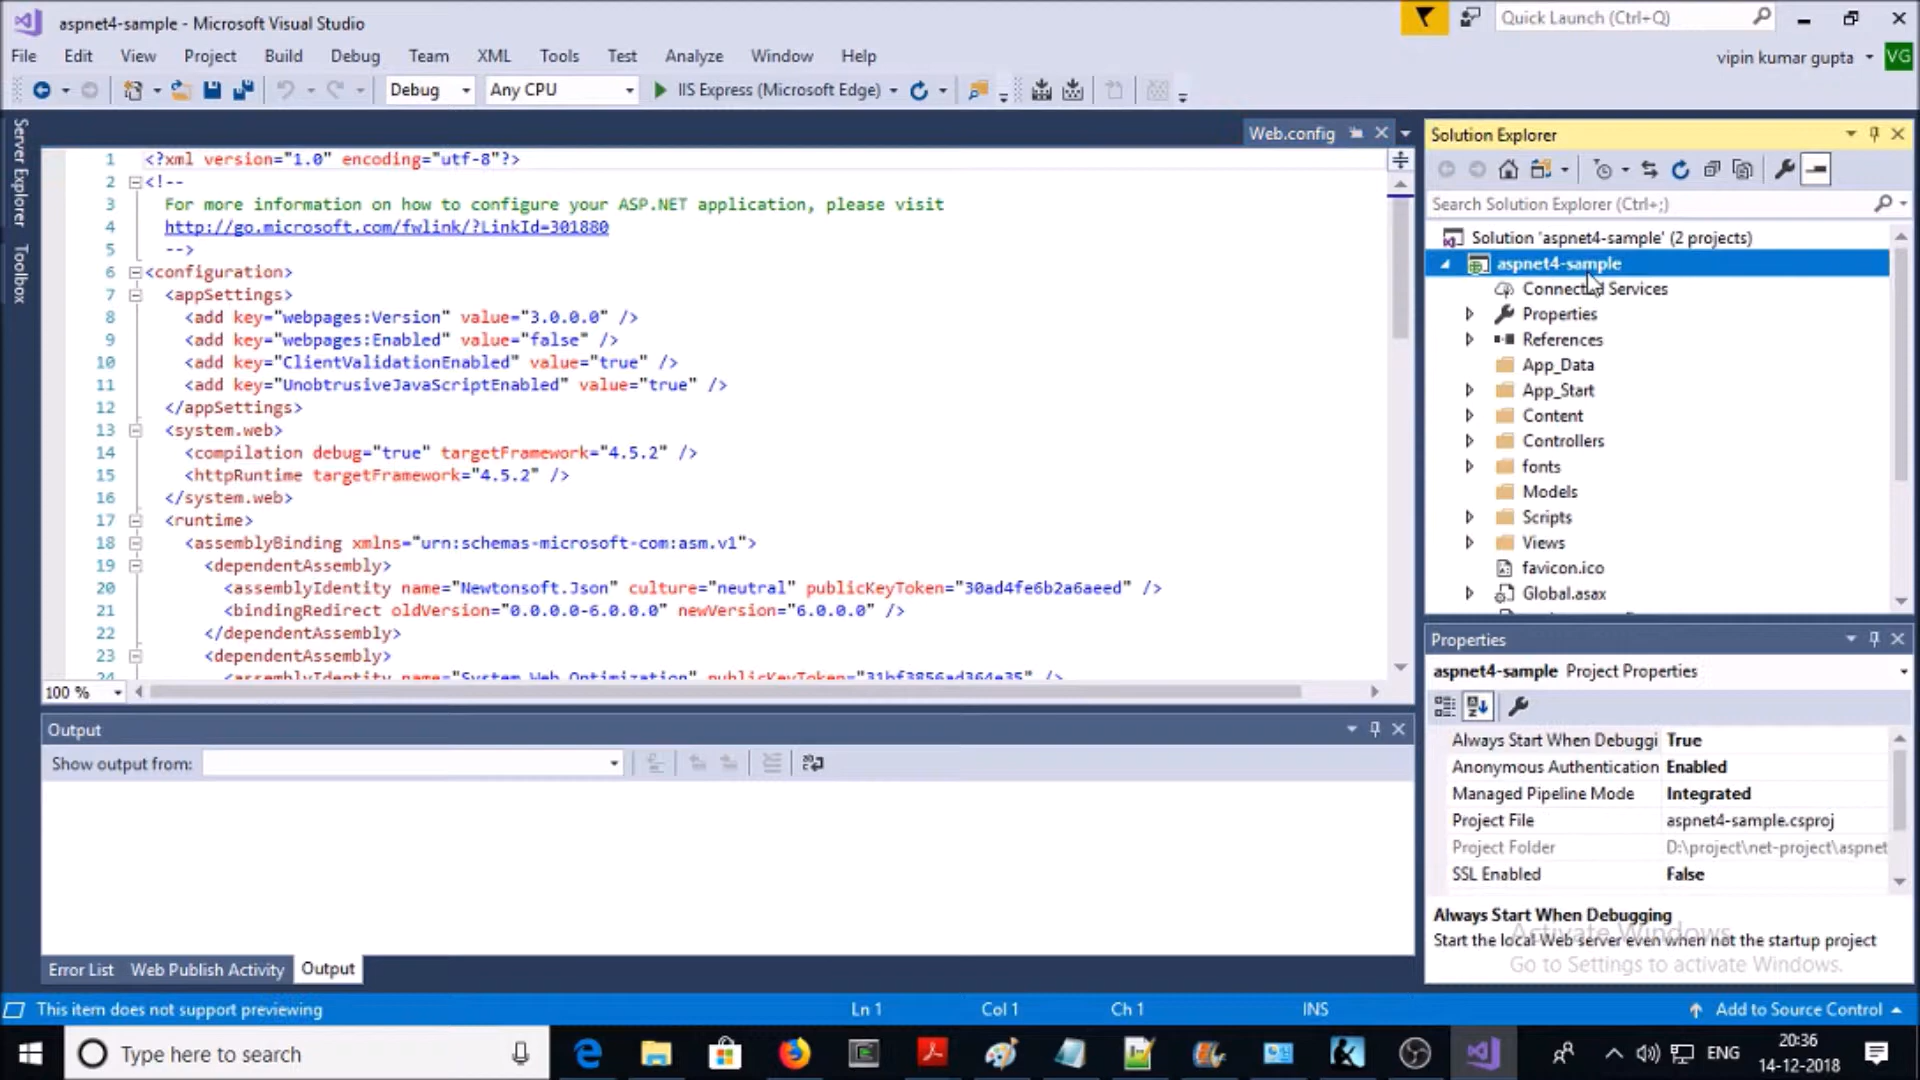 aspnet4-sample - Microsoft Visual Studio
Quick Launch (Ctrl+Q)
File Edit View Project Build Debug Team XML Tools Test Analyze Window Help
vipin kumar gupta VG
Debug Any CPU IIS Express (Microsoft Edge)
Server Explorer
Toolbox
Web.config
1 <?xml version="1.0" encoding="utf-8"?>
2 <!--
3 For more information on how to configure your ASP.NET application, please visit
4 http://go.microsoft.com/fwlink/?LinkId=301880
5 -->
6 <configuration>
7 <appSettings>
8 <add key="webpages:Version" value="3.0.0.0" />
9 <add key="webpages:Enabled" value="false" />
10 <add key="ClientValidationEnabled" value="true" />
11 <add key="UnobtrusiveJavaScriptEnabled" value="true" />
12 </appSettings>
13 <system.web>
14 <compilation debug="true" targetFramework="4.5.2" />
15 <httpRuntime targetFramework="4.5.2" />
16 </system.web>
17 <runtime>
18 <assemblyBinding xmlns="urn:schemas-microsoft-com:asm.v1">
19 <dependentAssembly>
20 <assemblyIdentity name="Newtonsoft.Json" culture="neutral" publicKeyToken="30ad4fe6b2a6aeed" />
21 <bindingRedirect oldVersion="0.0.0.0-6.0.0.0" newVersion="6.0.0.0" />
22 </dependentAssembly>
23 <dependentAssembly>
24 <assemblyIdentity name="System.Web.Optimization" publicKeyToken="31bf3856ad364e35" />
100 %
Output
Show output from:
Error List Web Publish Activity Output
Solution Explorer
Search Solution Explorer (Ctrl+;)
Solution 'aspnet4-sample' (2 projects)
aspnet4-sample
Connected Services
Properties
References
App_Data
App_Start
Content
Controllers
fonts
Models
Scripts
Views
favicon.ico
Global.asax
Properties
aspnet4-sample Project Properties
Always Start When Debuggi True
Anonymous Authentication Enabled
Managed Pipeline Mode Integrated
Project File aspnet4-sample.csproj
Project Folder D:\project\net-project\aspnet
SSL Enabled False
Always Start When Debugging
Start the local Web server even when not the startup project
Activate Windows
Go to Settings to activate Windows.
This item does not support previewing Ln 1 Col 1 Ch 1 INS Add to Source Control
Type here to search
ENG
20:36
14-12-2018